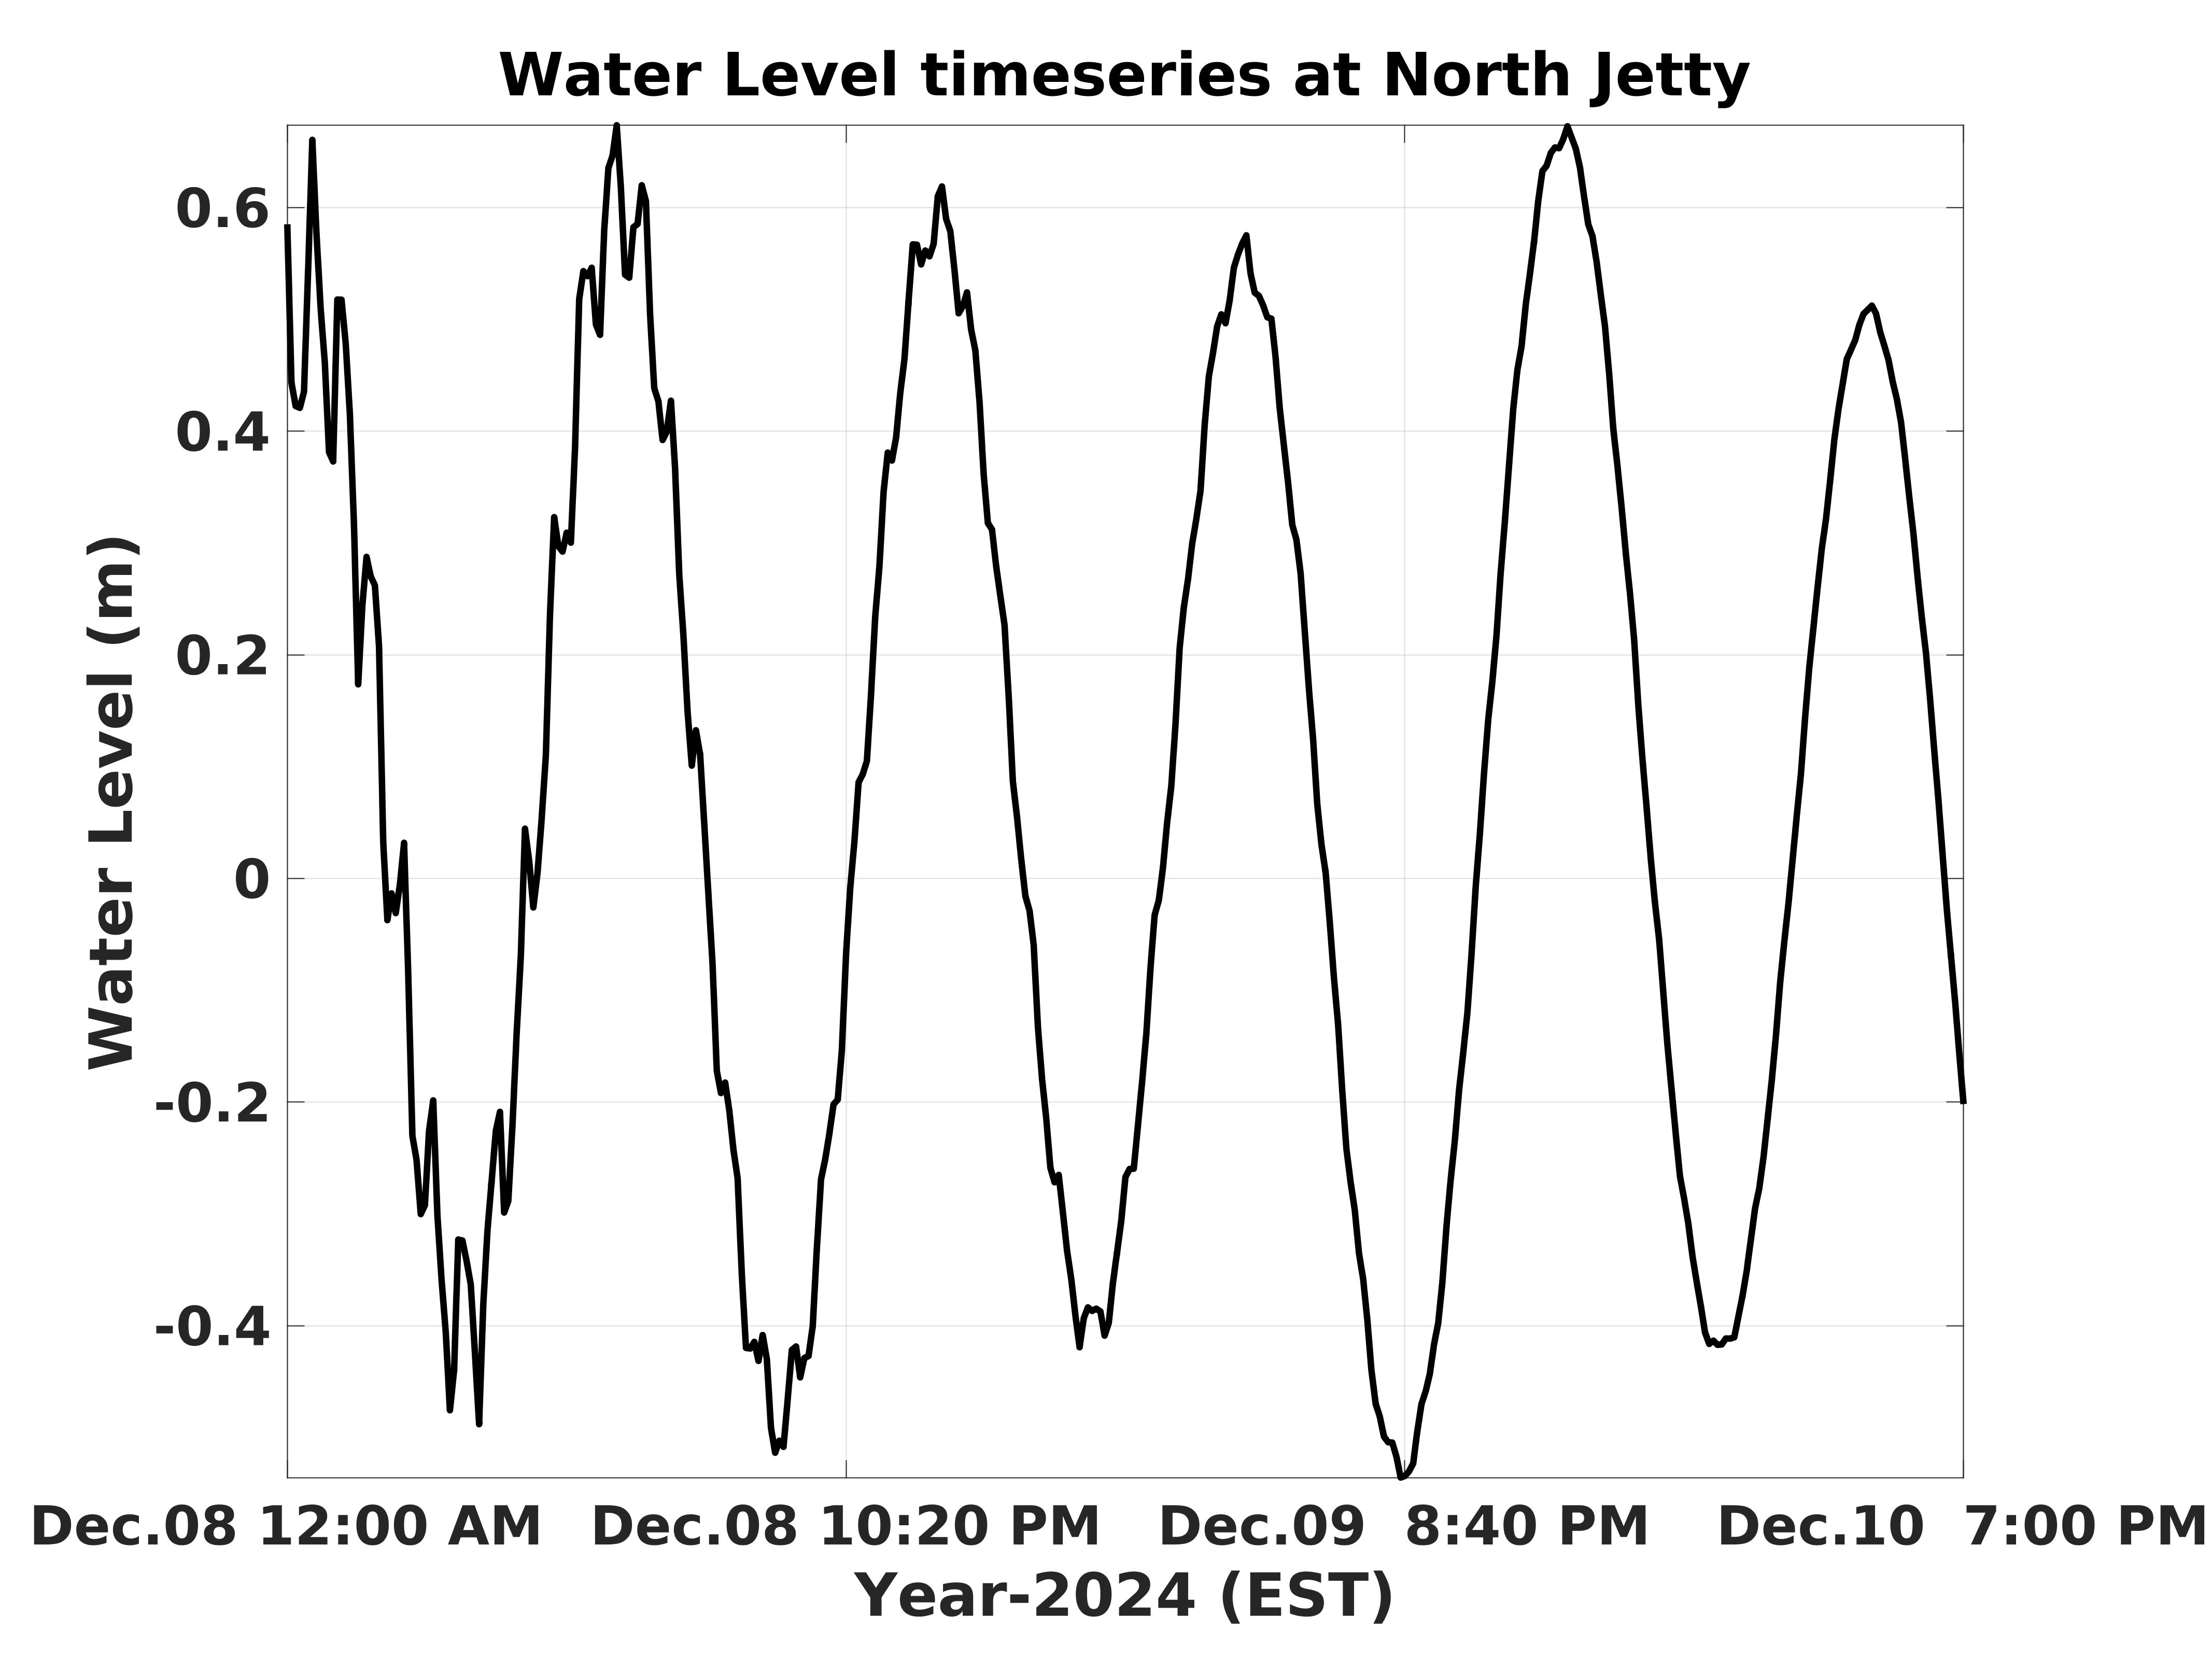 Water Level timeseries at North Jetty
Water Level (m)
0.6
0.4
0.2
0
-0.2
-0.4
Dec.08 12:00 AM Dec.08 10:20 PM Dec.09 8:40 PM Dec.10 7:00 PM
Year-2024 (EST)